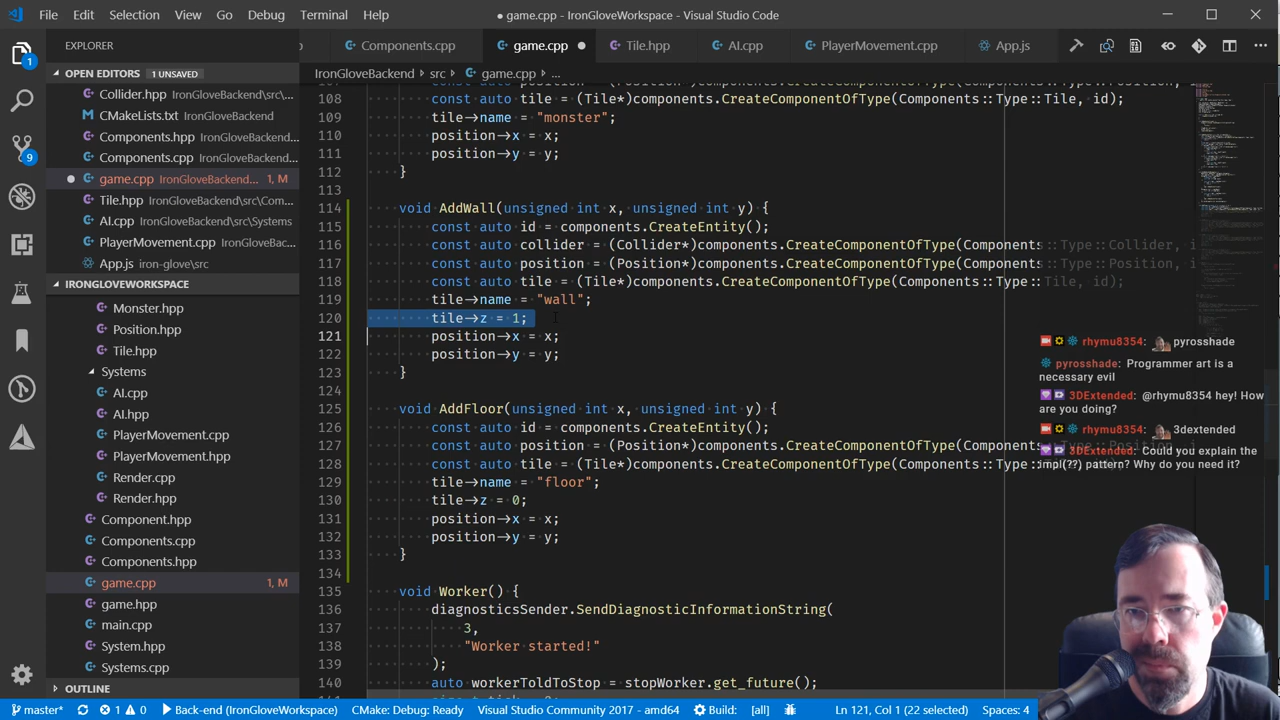 File Edit Selection View Go Debug Terminal Help
● game.cpp - IronGloveWorkspace - Visual Studio Code
EXPLORER
OPEN EDITORS 1 UNSAVED
Collider.hpp IronGloveBackend\src\...
CMakeLists.txt IronGloveBackend
Components.hpp IronGloveBackend\...
Components.cpp IronGloveBackend\...
game.cpp IronGloveBackend... 1, M
Tile.hpp IronGloveBackend\src\Com...
AI.cpp IronGloveBackend\src\Systems
PlayerMovement.cpp IronGloveBack...
App.js iron-glove\src
IRONGLOVEWORKSPACE
Monster.hpp
Position.hpp
Tile.hpp
Systems
AI.cpp
AI.hpp
PlayerMovement.cpp
PlayerMovement.hpp
Render.cpp
Render.hpp
Component.hpp
Components.cpp
Components.hpp
game.cpp 1, M
game.hpp
main.cpp
System.hpp
Systems.cpp
OUTLINE
Components.cpp game.cpp ● Tile.hpp AI.cpp PlayerMovement.cpp App.js
IronGloveBackend › src › game.cpp › ...
108 const auto tile = (Tile*)components.CreateComponentOfType(Components::Type::Tile, id);
109 tile->name = "monster";
110 position->x = x;
111 position->y = y;
112 }
113
114 void AddWall(unsigned int x, unsigned int y) {
115 const auto id = components.CreateEntity();
116 const auto collider = (Collider*)components.CreateComponentOfType(Components::Type::Collider, i
117 const auto position = (Position*)components.CreateComponentOfType(Components::Type::Position, i
118 const auto tile = (Tile*)components.CreateComponentOfType(Components::Type::Tile, id);
119 tile->name = "wall";
120 tile->z = 1;
121 position->x = x;
122 position->y = y;
123 }
124
125 void AddFloor(unsigned int x, unsigned int y) {
126 const auto id = components.CreateEntity();
127 const auto position = (Position*)components.CreateComponentOfType(Components::Type::Position, i
128 const auto tile = (Tile*)components.CreateComponentOfType(Components::Type::Tile, id);
129 tile->name = "floor";
130 tile->z = 0;
131 position->x = x;
132 position->y = y;
133 }
134
135 void Worker() {
136 diagnosticsSender.SendDiagnosticInformationString(
137 3,
138 "Worker started!"
139 );
140 auto workerToldToStop = stopWorker.get_future();
rhymu8354: pyrosshade
pyrosshade: Programmer art is a
necessary evil
3DExtended: @rhymu8354 hey! How
are you doing?
rhymu8354: 3dextended
3DExtended: Could you explain the
impl(??) pattern? Why do you need it?
master* 1 0 Back-end (IronGloveWorkspace) CMake: Debug: Ready Visual Studio Community 2017 - amd64 Build: [all] Ln 121, Col 1 (22 selected) Spaces: 4